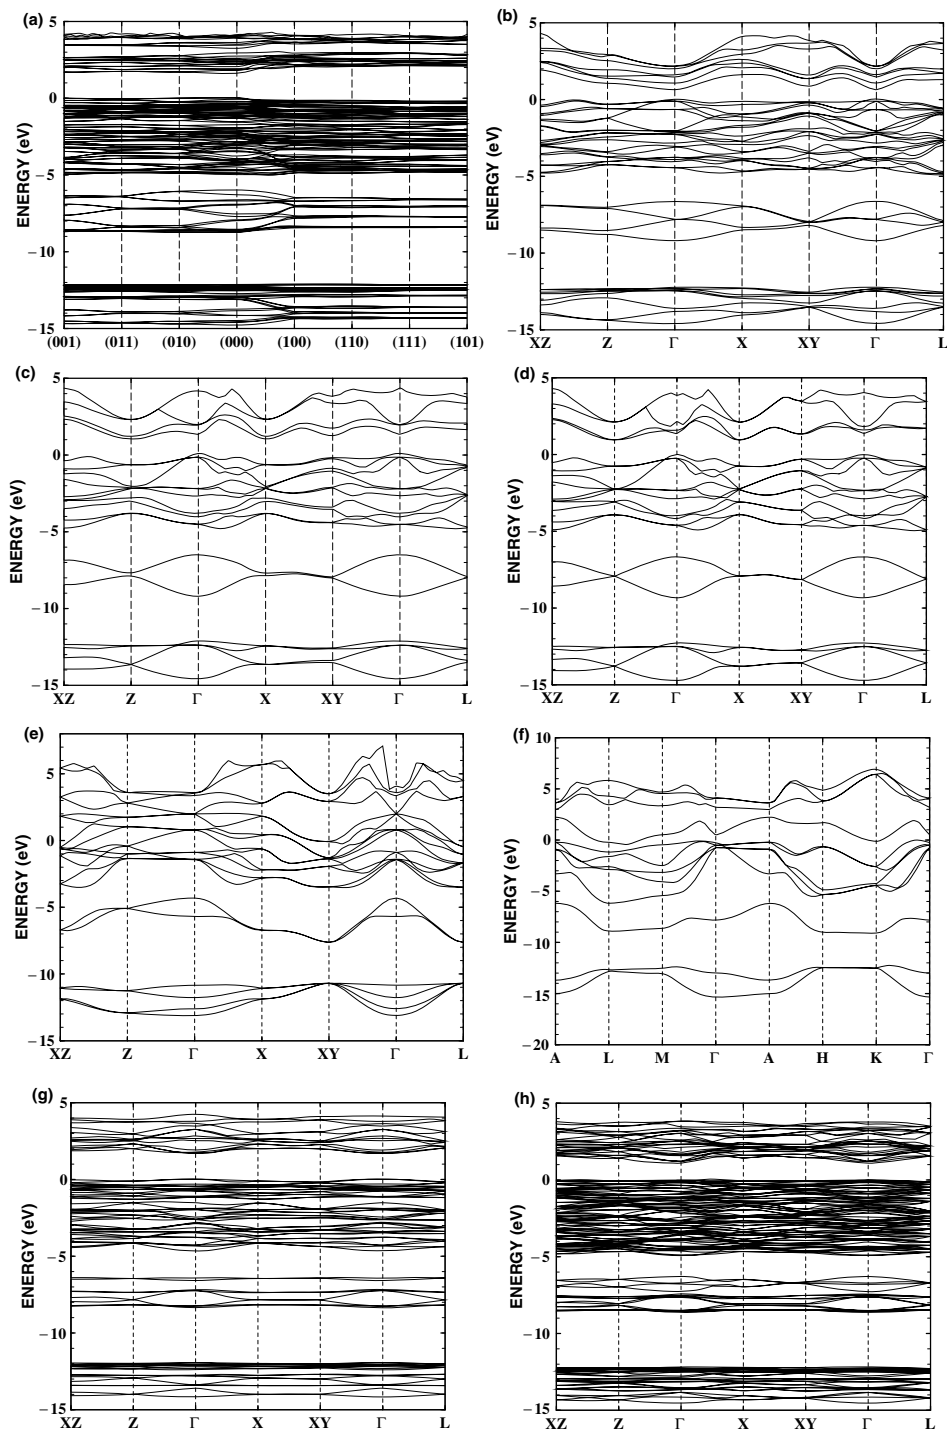 (a)
5
0
−5
−10
−15
ENERGY (eV)
(001) (011) (010) (000) (100) (110) (111) (101)
(b)
5
0
−5
−10
−15
ENERGY (eV)
XZ Z Γ X XY Γ L
(c)
5
0
−5
−10
−15
ENERGY (eV)
XZ Z Γ X XY Γ L
(d)
5
0
−5
−10
−15
ENERGY (eV)
XZ Z Γ X XY Γ L
(e)
5
0
−5
−10
−15
ENERGY (eV)
XZ Z Γ X XY Γ L
(f)
10
5
0
−5
−10
−15
−20
ENERGY (eV)
A L M Γ A H K Γ
(g)
5
0
−5
−10
−15
ENERGY (eV)
XZ Z Γ X XY Γ L
(h)
5
0
−5
−10
−15
ENERGY (eV)
XZ Z Γ X XY Γ L